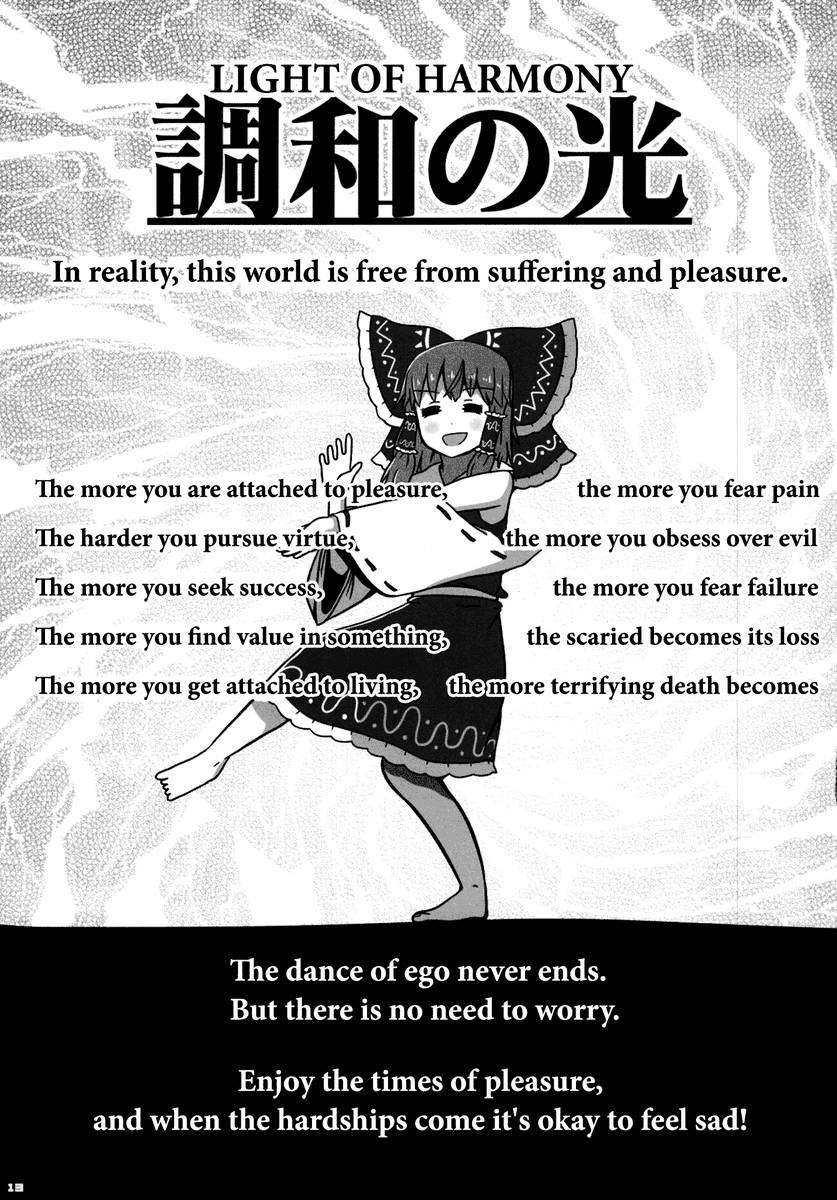 LIGHT OF HARMONY
調和の光
In reality, this world is free from suffering and pleasure.
The more you are attached to pleasure, the more you fear pain
The harder you pursue virtue, the more you obsess over evil
The more you seek success, the more you fear failure
The more you find value in something, the scaried becomes its loss
The more you get attached to living, the more terrifying death becomes
The dance of ego never ends.
But there is no need to worry.
Enjoy the times of pleasure,
and when the hardships come it's okay to feel sad!
13